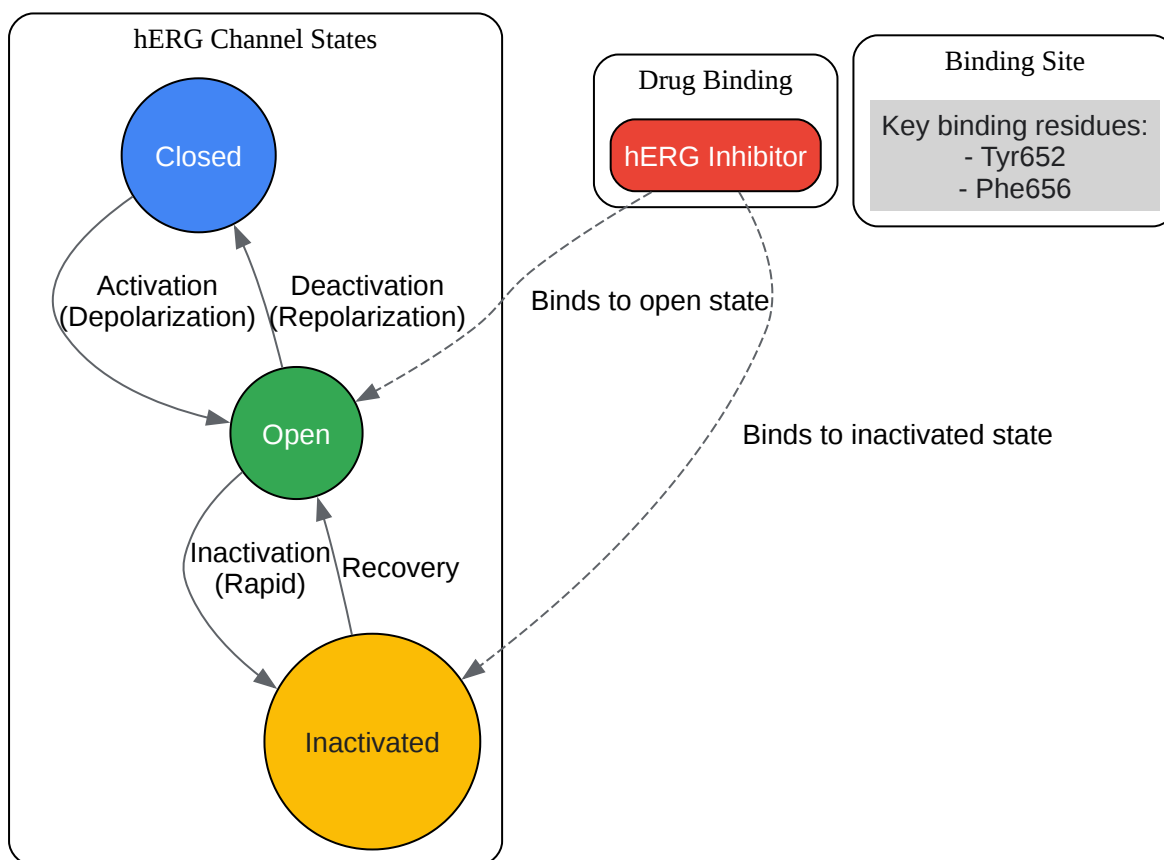 hERG Channel States
Closed
Activation
(Depolarization)
Deactivation
(Repolarization)
Open
Inactivation
(Rapid)
Recovery
Inactivated
Drug Binding
hERG Inhibitor
Binds to open state
Binds to inactivated state
Binding Site
Key binding residues:
- Tyr652
- Phe656